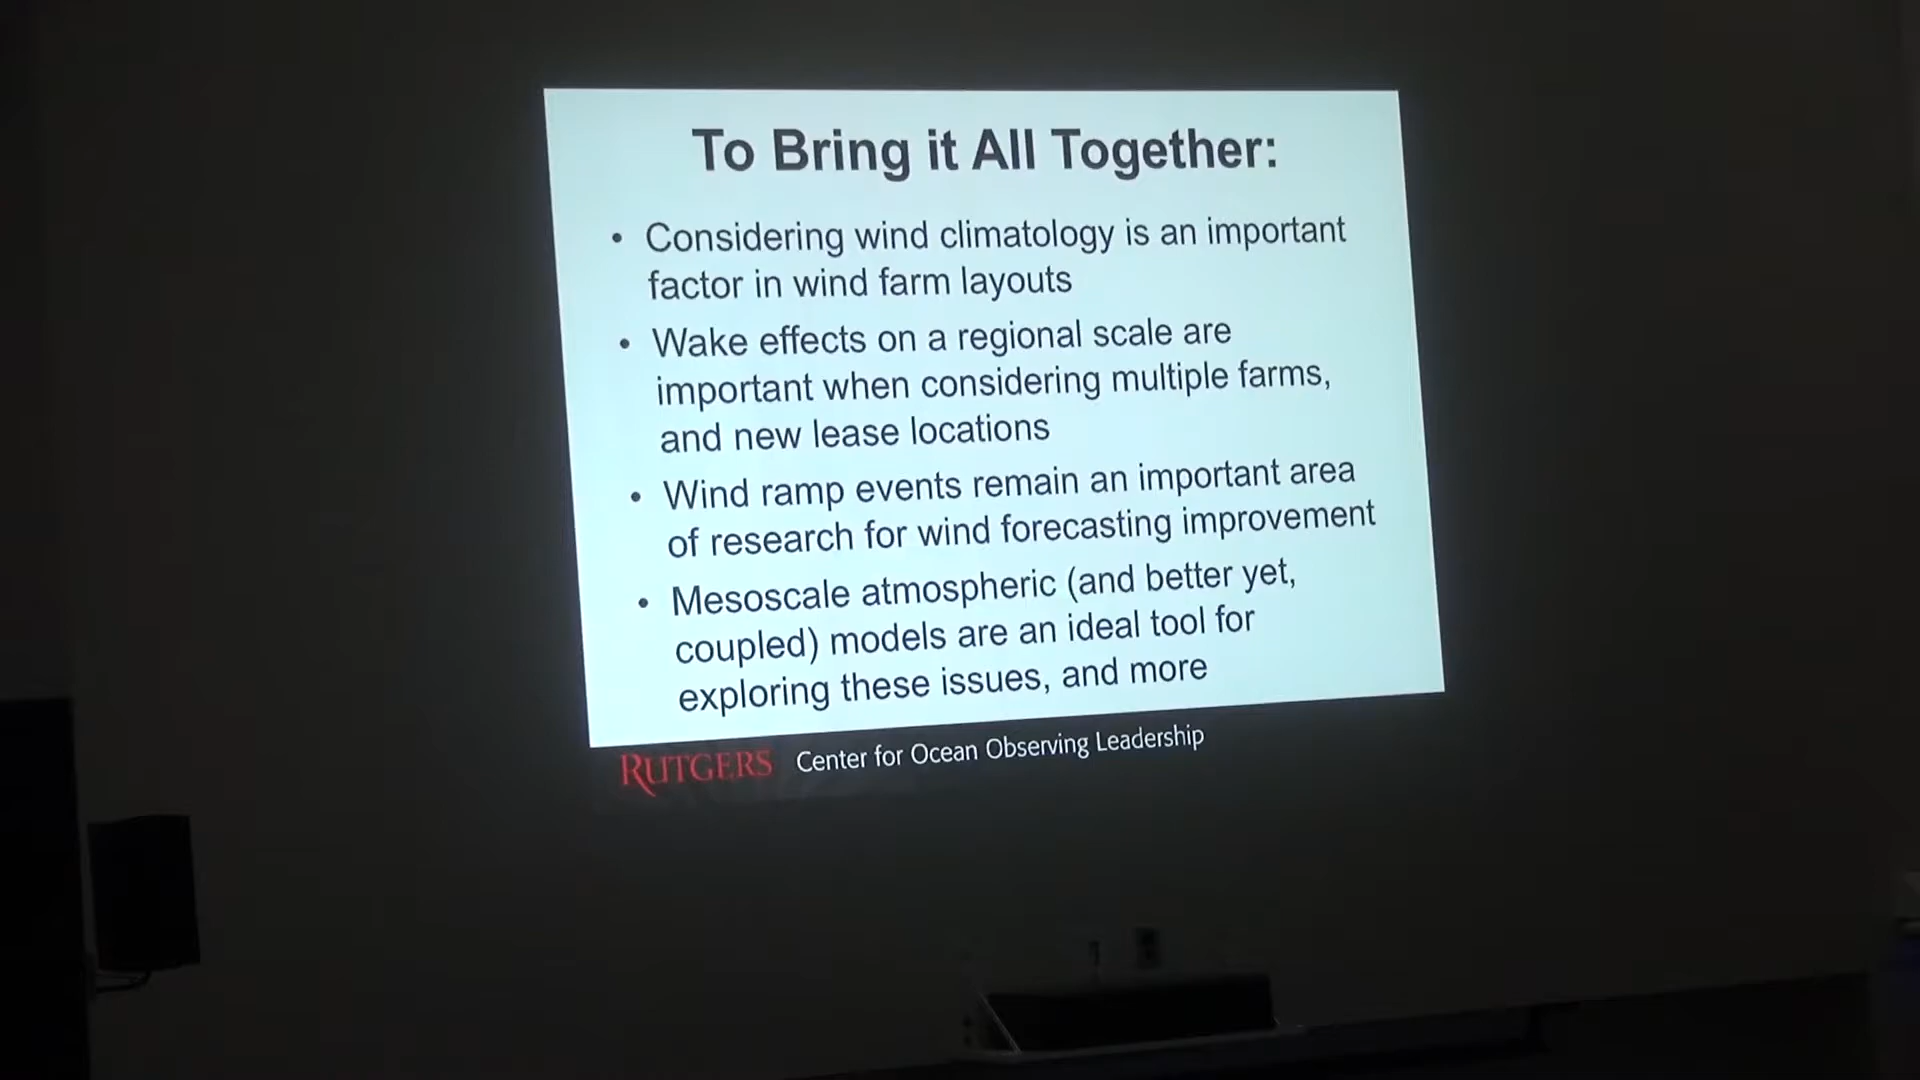 To Bring it All Together:
• Considering wind climatology is an important
factor in wind farm layouts
• Wake effects on a regional scale are
important when considering multiple farms,
and new lease locations
• Wind ramp events remain an important area
of research for wind forecasting improvement
• Mesoscale atmospheric (and better yet,
coupled) models are an ideal tool for
exploring these issues, and more
RUTGERS Center for Ocean Observing Leadership